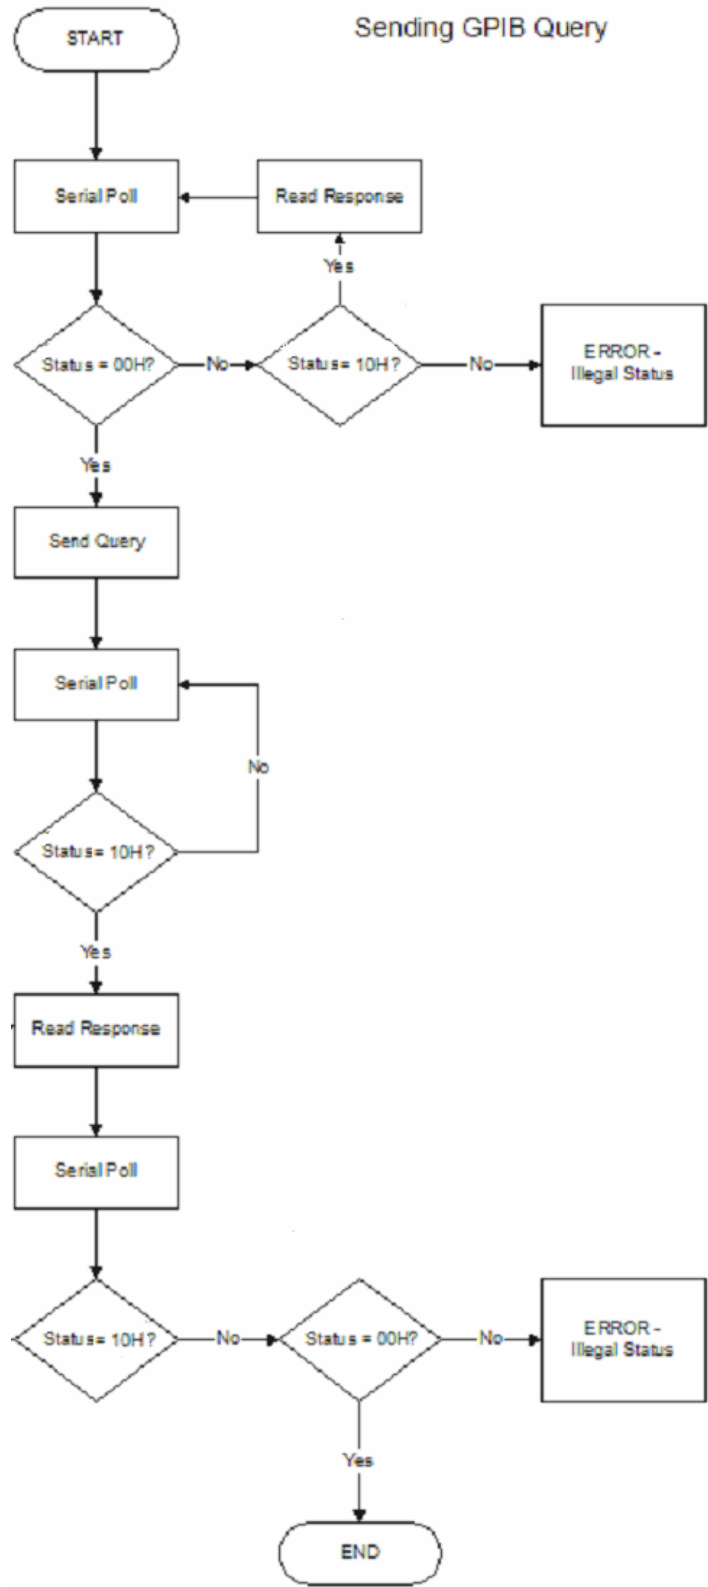 START
Sending GPIB Query
Serial Poll
Read Response
Yes
Status = 00H?
No
Status= 10H?
No
ERROR -
Illegal Status
Yes
Send Query
Serial Poll
No
Status= 10H?
Yes
Read Response
Serial Poll
Status= 10H?
No
Status = 00H?
No
ERROR -
Illegal Status
Yes
END